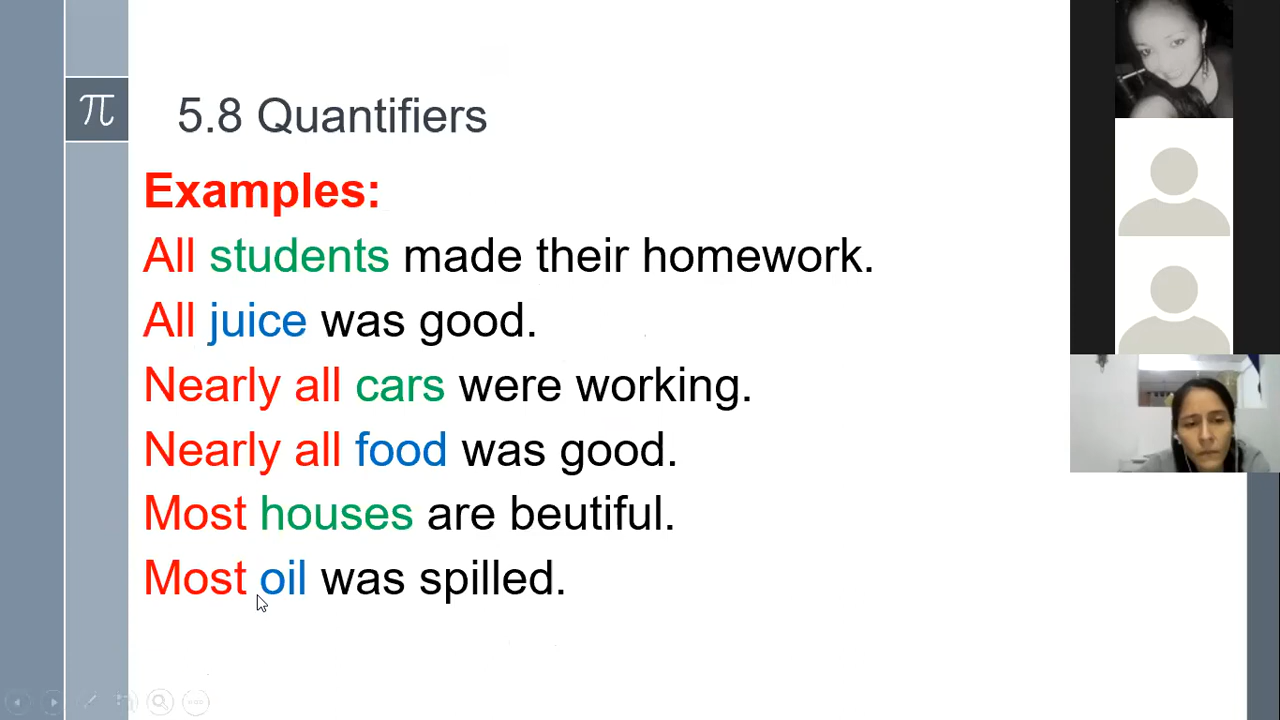 π
5.8 Quantifiers
Examples:
All students made their homework.
All juice was good.
Nearly all cars were working.
Nearly all food was good.
Most houses are beutiful.
Most oil was spilled.